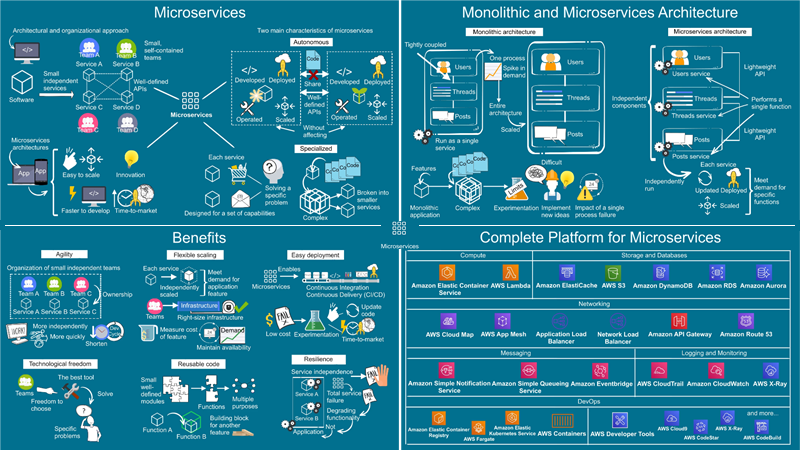 Microservices
Architectural and organizational approach
Team A
Team B
Small,
self-contained
teams
Service A
Service B
Small
independent
services
Well-defined
APIs
Software
Service C
Service D
Team C
Team D
Microservices
Microservices
architectures
App
App
Easy to scale
Innovation
Faster to develop
Time-to-market
Two main characteristics of microservices
Autonomous
Code
Developed
Deployed
Share
Developed
Deployed
Well-
defined
APIs
Operated
Scaled
Operated
Scaled
Without
affecting
Specialized
Each service
Solving a
specific
problem
Designed for a set of capabilities
Code
Complex
Broken into
smaller
services
Monolithic and Microservices Architecture
Monolithic architecture
Tightly coupled
Users
Threads
Posts
Run as a single
service
One process
Spike in
demand
Entire
architecture
Scaled
Users
Threads
Posts
Features
Monolithic
application
Code
Complex
Difficult
Limits
Experimentation
Implement
new ideas
Impact of a single
process failure
Microservices architecture
Users
Users service
Lightweight
API
Independent
components
Threads
Threads service
Performs a
single function
Lightweight
API
Posts
Posts service
Independently
run
Each service
Updated
Deployed
Scaled
Meet
demand for
specific
functions
Microservices
Benefits
Agility
Organization of small independent teams
Team A
Team B
Team C
Service A
Service B
Service C
Ownership
More independently
More quickly
Shorten
Flexible scaling
Each service
Independently
scaled
Meet
demand for
application
feature
Teams
Infrastructure
Right-size infrastructure
Measure cost
of feature
Demand
Maintain availability
Easy deployment
Microservices
Enables
Continuous Integration
Continuous Delivery (CI/CD)
FAIL
Low cost
Experimentation
Update
code
Time-to-market
Technological freedom
Teams
The best tool
Freedom to
choose
Solve
Specific
problems
Reusable code
Small
well-
defined
modules
Functions
Multiple
purposes
Function A
Function B
Building block
for another
feature
Resilience
Service independence
Service A
Service B
Application
Total service
failure
Degrading
functionality
Not
FAIL
FAIL
Complete Platform for Microservices
Compute
Amazon Elastic Container
Service
AWS Lambda
Storage and Databases
Amazon ElastiCache
AWS S3
Amazon DynamoDB
Amazon RDS
Amazon Aurora
Networking
AWS Cloud Map
AWS App Mesh
Application Load
Balancer
Network Load
Balancer
Amazon API Gateway
Amazon Route 53
Messaging
Amazon Simple Notification
Service
Amazon Simple Queueing
Service
Amazon Eventbridge
Logging and Monitoring
AWS CloudTrail
Amazon CloudWatch
AWS X-Ray
DevOps
Amazon Elastic Container
Registry
AWS Fargate
Amazon Elastic
Kubernetes Service
AWS Containers
AWS Developer Tools
AWS Cloud9
AWS CodeStar
AWS X-Ray
AWS CodeBuild
and more...